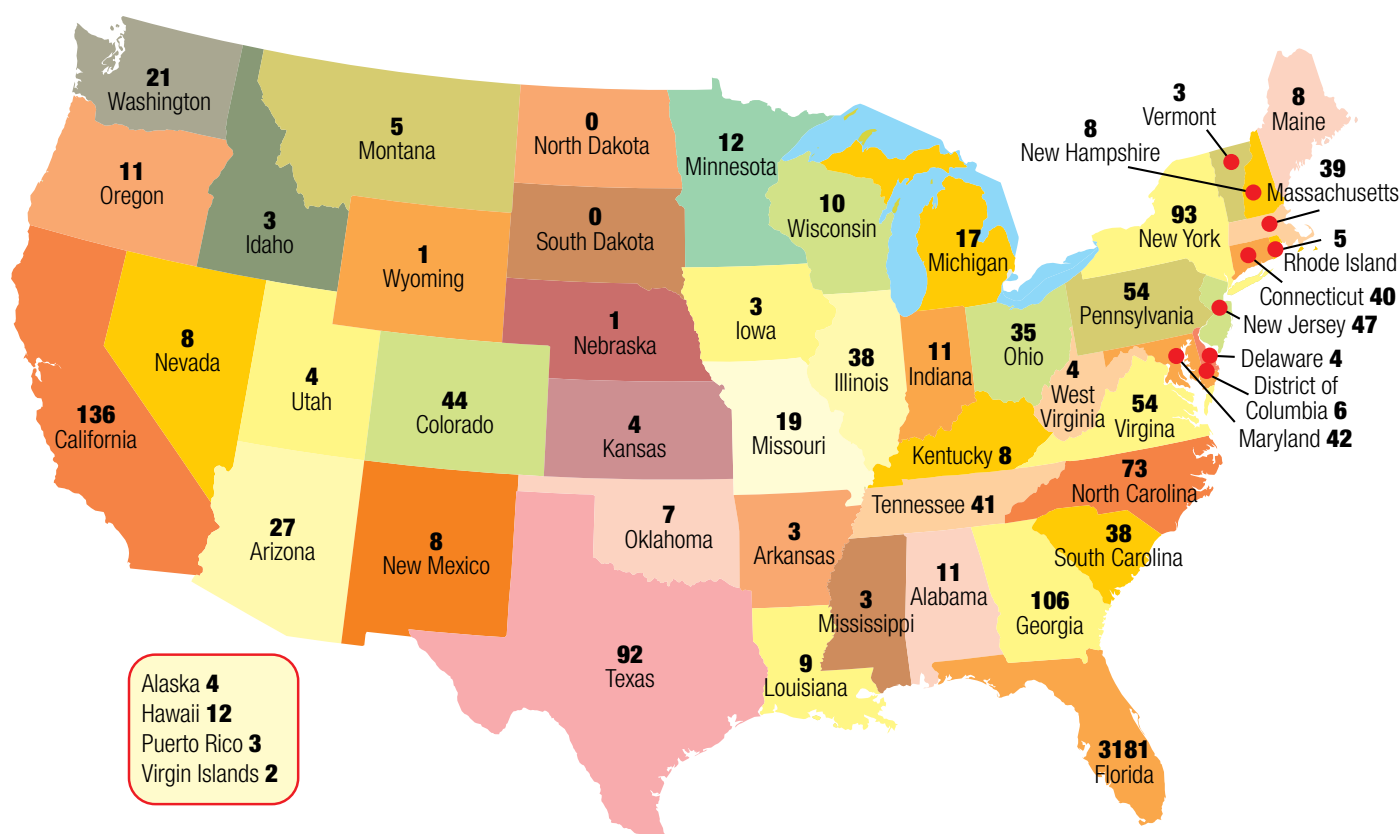 21
Washington
11
Oregon
136
California
8
Nevada
3
Idaho
5
Montana
1
Wyoming
4
Utah
44
Colorado
27
Arizona
8
New Mexico
0
North Dakota
0
South Dakota
1
Nebraska
4
Kansas
7
Oklahoma
92
Texas
12
Minnesota
3
Iowa
19
Missouri
3
Arkansas
9
Louisiana
10
Wisconsin
38
Illinois
17
Michigan
11
Indiana
35
Ohio
Kentucky 8
Tennessee 41
3
Mississippi
11
Alabama
106
Georgia
3181
Florida
38
South Carolina
73
North Carolina
54
Virgina
4
West
Virginia
54
Pennsylvania
93
New York
3
Vermont
8
New Hampshire
8
Maine
39
Massachusetts
5
Rhode Island
Connecticut 40
New Jersey 47
Delaware 4
District of
Columbia 6
Maryland 42
Alaska 4
Hawaii 12
Puerto Rico 3
Virgin Islands 2